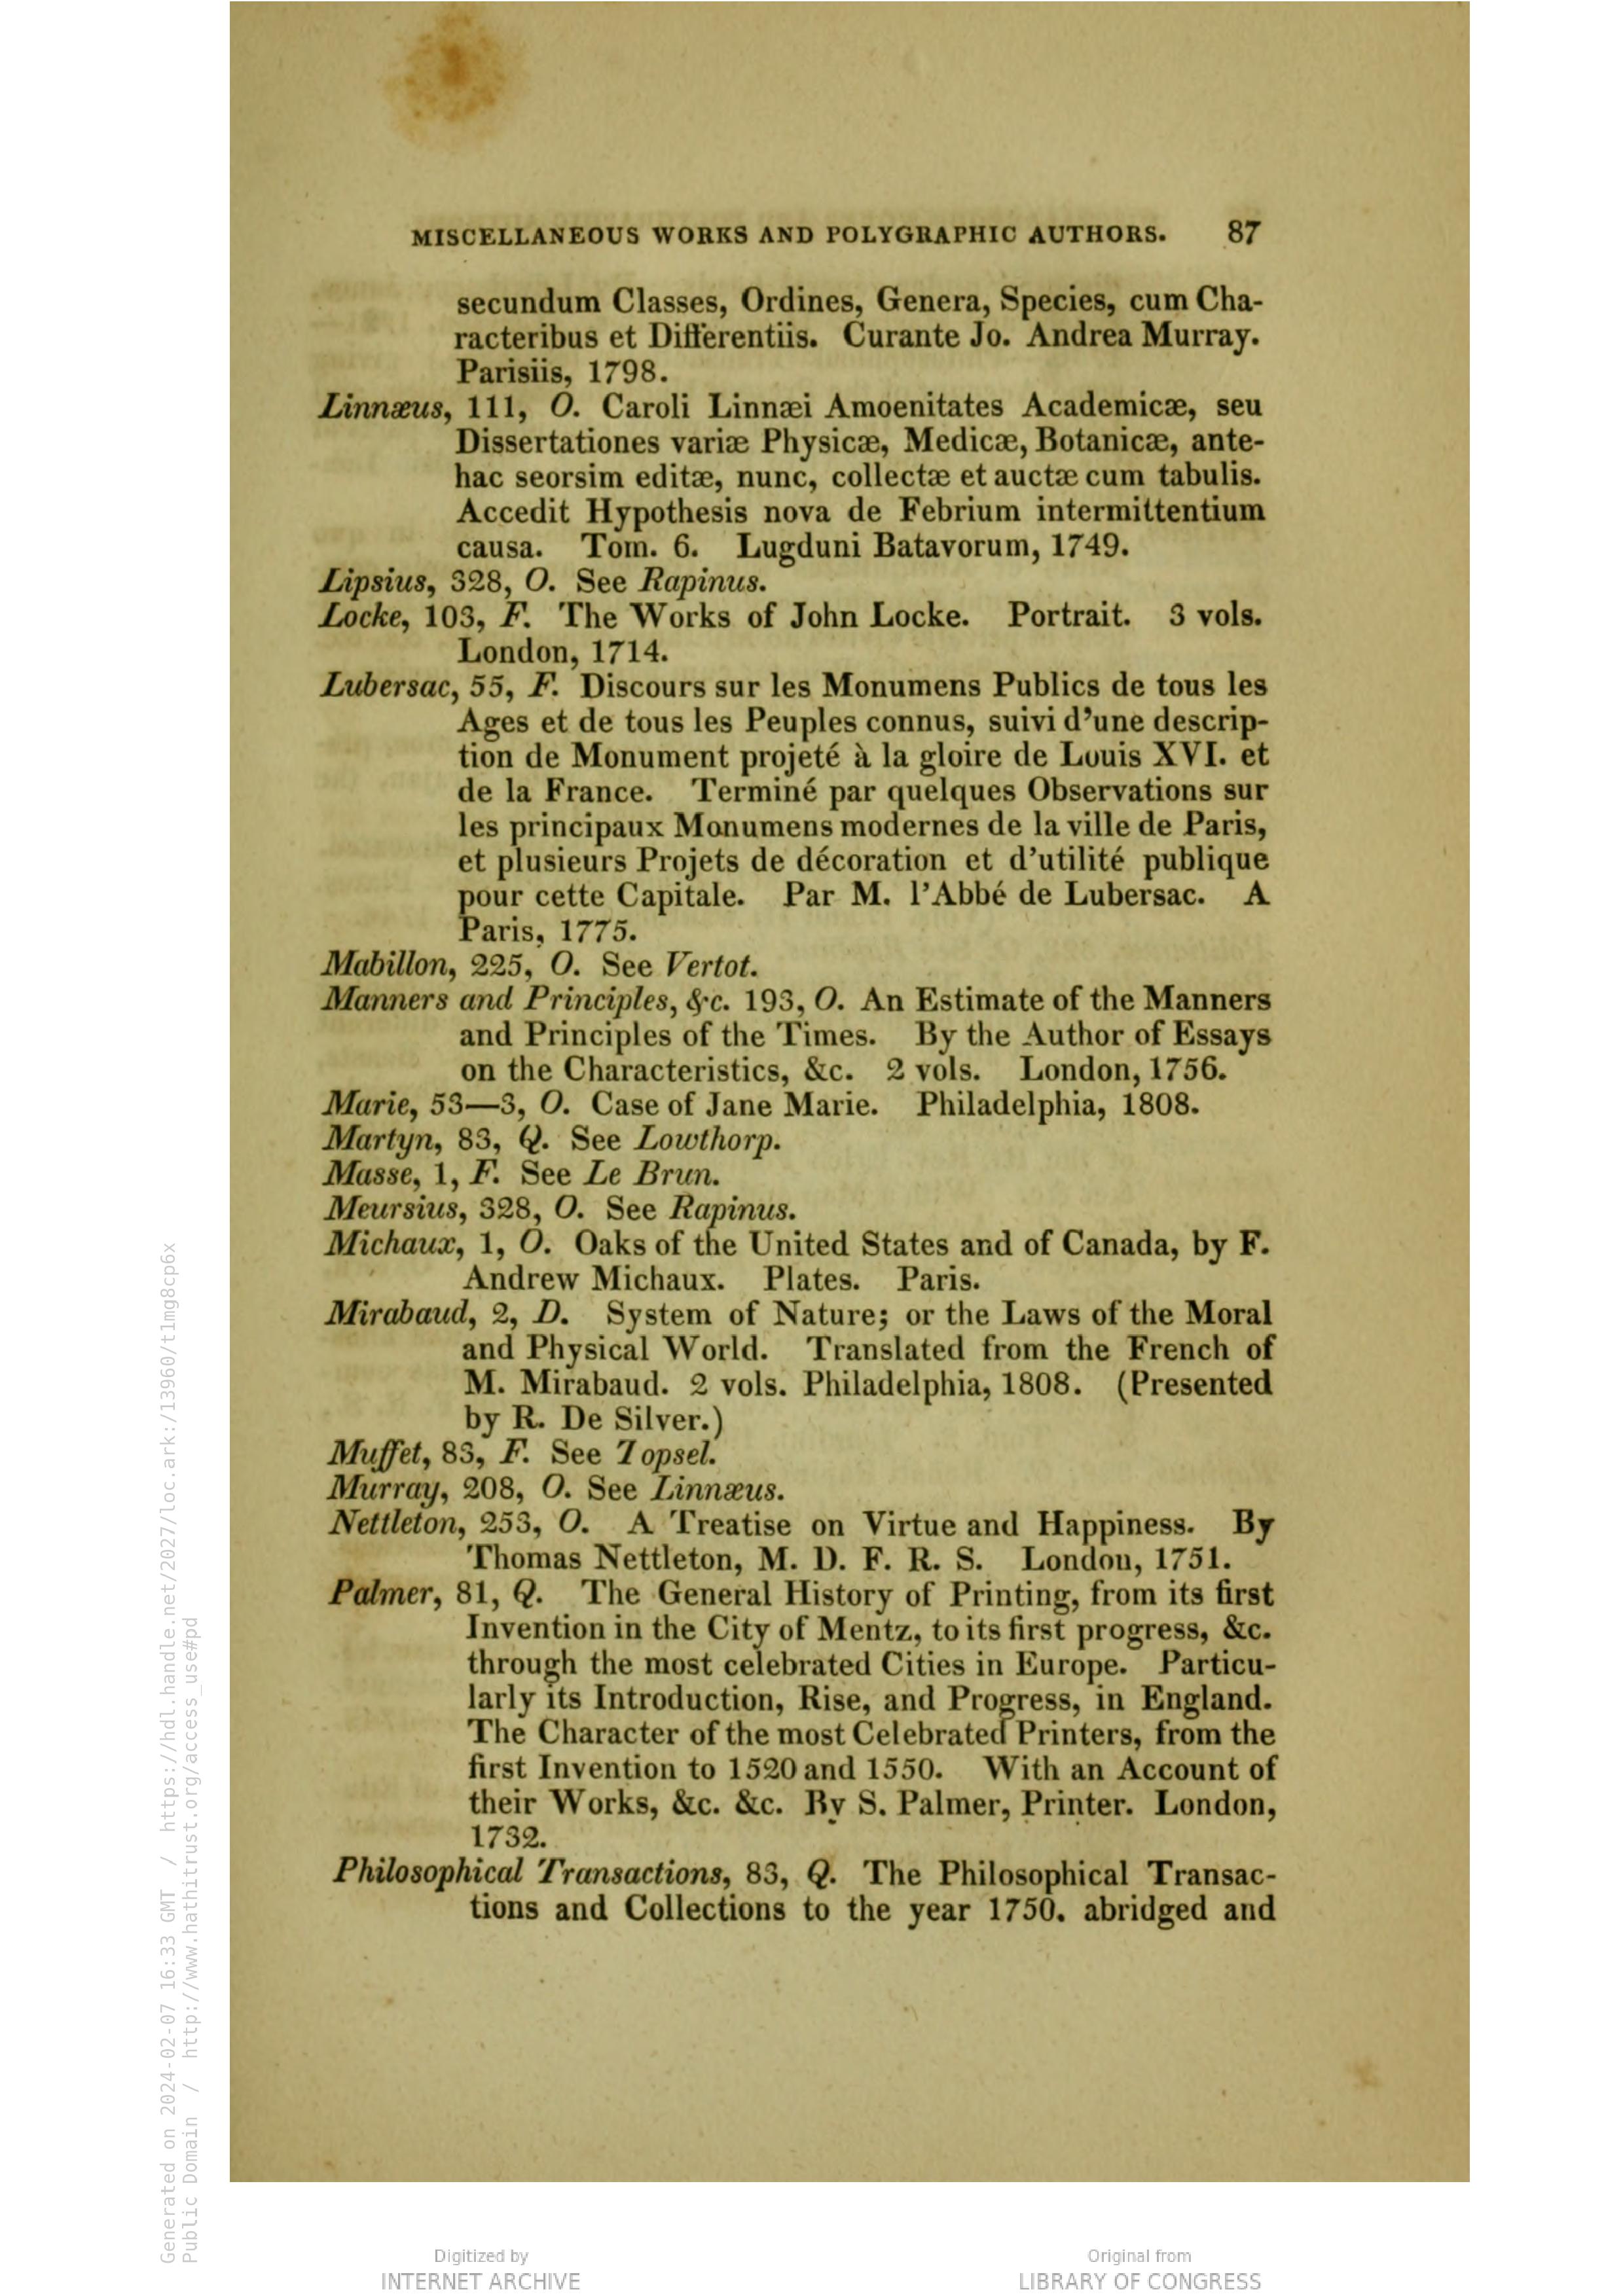 MISCELLANEOUS WORKS AND POLYGRAPHIC AUTHORS. 87
secundum Classes, Ordines, Genera, Species, cum Cha-
racteribus et Differentiis. Curante Jo. Andrea Murray.
Parisiis, 1798.
Linnæus, 111, O. Caroli Linnæi Amoenitates Academicæ, seu
Dissertationes variæ Physicæ, Medicæ, Botanicæ, ante-
hac seorsim editæ, nunc, collectæ et auctæ cum tabulis.
Accedit Hypothesis nova de Febrium intermittentium
causa. Tom. 6. Lugduni Batavorum, 1749.
Lipsius, 328, O. See Rapinus.
Locke, 103, F. The Works of John Locke. Portrait. 3 vols.
London, 1714.
Lubersac, 55, F. Discours sur les Monumens Publics de tous les
Ages et de tous les Peuples connus, suivi d'une descrip-
tion de Monument projeté à la gloire de Louis XVI. et
de la France. Terminé par quelques Observations sur
les principaux Monumens modernes de la ville de Paris,
et plusieurs Projets de décoration et d'utilité publique
pour cette Capitale. Par M. l'Abbé de Lubersac. A
Paris, 1775.
Mabillon, 225, O. See Vertot.
Manners and Principles, &c. 193, O. An Estimate of the Manners
and Principles of the Times. By the Author of Essays
on the Characteristics, &c. 2 vols. London, 1756.
Marie, 53—3, O. Case of Jane Marie. Philadelphia, 1808.
Martyn, 83, Q. See Lowthorp.
Masse, 1, F. See Le Brun.
Meursius, 328, O. See Rapinus.
Michaux, 1, O. Oaks of the United States and of Canada, by F.
Andrew Michaux. Plates. Paris.
Mirabaud, 2, D. System of Nature; or the Laws of the Moral
and Physical World. Translated from the French of
M. Mirabaud. 2 vols. Philadelphia, 1808. (Presented
by R. De Silver.)
Muffet, 83, F. See Topsel.
Murray, 208, O. See Linnæus.
Nettleton, 253, O. A Treatise on Virtue and Happiness. By
Thomas Nettleton, M. D. F. R. S. London, 1751.
Palmer, 81, Q. The General History of Printing, from its first
Invention in the City of Mentz, to its first progress, &c.
through the most celebrated Cities in Europe. Particu-
larly its Introduction, Rise, and Progress, in England.
The Character of the most Celebrated Printers, from the
first Invention to 1520 and 1550. With an Account of
their Works, &c. &c. By S. Palmer, Printer. London,
1732.
Philosophical Transactions, 83, Q. The Philosophical Transac-
tions and Collections to the year 1750. abridged and
Generated on 2024-02-07 16:33 GMT / https://hdl.handle.net/2027/loc.ark:/13960/t1mg8cp6x
Public Domain / http://www.hathitrust.org/access_use#pd
Digitized by
INTERNET ARCHIVE
Original from
LIBRARY OF CONGRESS